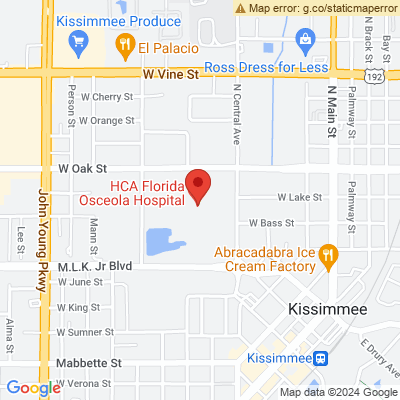 Map error: g.co/staticmaperror
Kissimmee Produce
El Palacio
Ross Dress for Less
W Vine St
192
W Cherry St
Person St
W Orange St
N Central Ave
N Main St
Palmway St
N Brack St
Bay St
W Oak St
HCA Florida
Osceola Hospital
W Lake St
W Bass St
Palmway St
John Young Pkwy
Lee St
Mann St
Abracadabra Ice
Cream Factory
M.L.K. Jr Blvd
W June St
W King St
Kissimmee
Alma St
W Sumner St
E Drury Ave
Mabbette St
Kissimmee
W Verona St
Google
Map data ©2024 Google